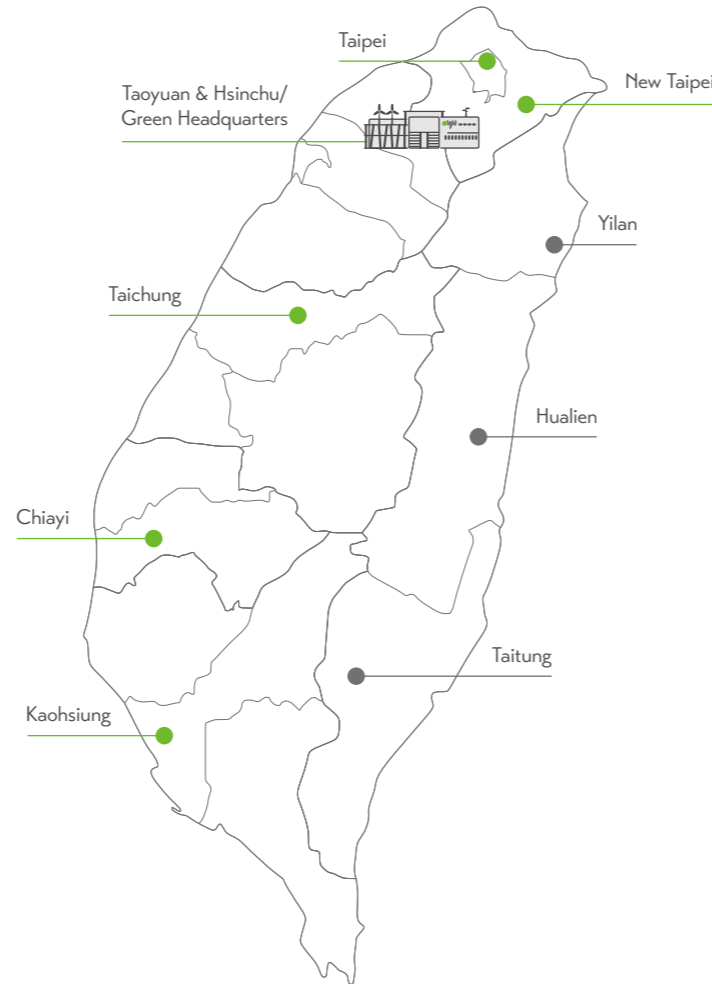 Taipei
New Taipei
Taoyuan & Hsinchu/
Green Headquarters
Yilan
Taichung
Hualien
Chiayi
Taitung
Kaohsiung